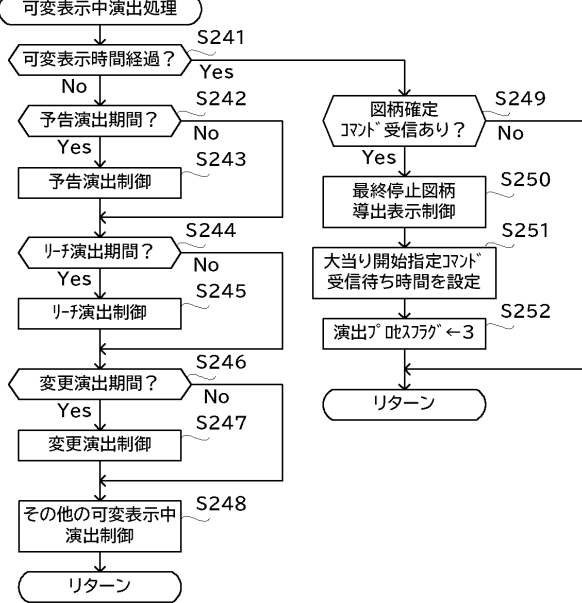 可変表示中演出処理
S241
可変表示時間経過？
Yes
No
S242
予告演出期間？
No
Yes
S243
予告演出制御
S244
ﾘｰﾁ演出期間？
No
Yes
S245
ﾘｰﾁ演出制御
S246
変更演出期間？
No
Yes
S247
変更演出制御
S248
その他の可変表示中
演出制御
リターン
S249
図柄確定
ｺﾏﾝﾄﾞ受信あり？
No
Yes
S250
最終停止図柄
導出表示制御
S251
大当り開始指定ｺﾏﾝﾄﾞ
受信待ち時間を設定
S252
演出ﾌﾟﾛｾｽﾌﾗｸﾞ←3
リターン